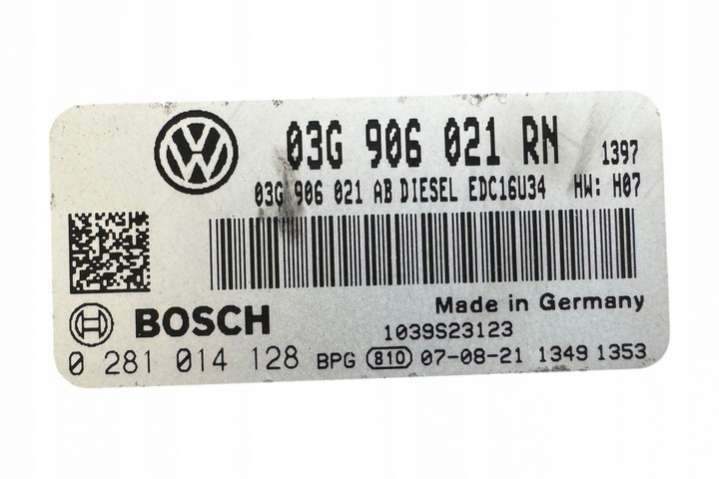 03G 906 021 RN 1397
03G 906 021 AB DIESEL EDC16U34 HW: H07
Made in Germany
BOSCH 1039S23123
0 281 014 128 BPG 810 07-08-21 1349 1353